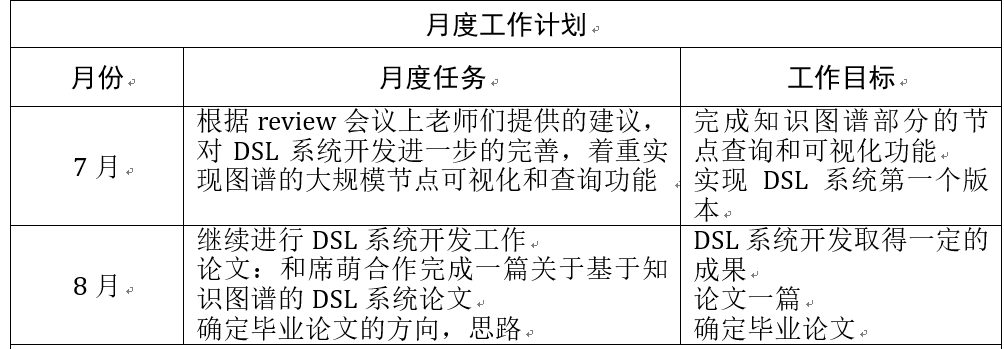 月度工作计划
月份 月度任务 工作目标
7 月
根据 review 会议上老师们提供的建议，
对 DSL 系统开发进一步的完善，着重实
现图谱的大规模节点可视化和查询功能
完成知识图谱部分的节
点查询和可视化功能
实现 DSL 系统第一个版
本
8 月
继续进行 DSL 系统开发工作
论文：和席萌合作完成一篇关于基于知
识图谱的 DSL 系统论文
确定毕业论文的方向，思路
DSL 系统开发取得一定的
成果
论文一篇
确定毕业论文